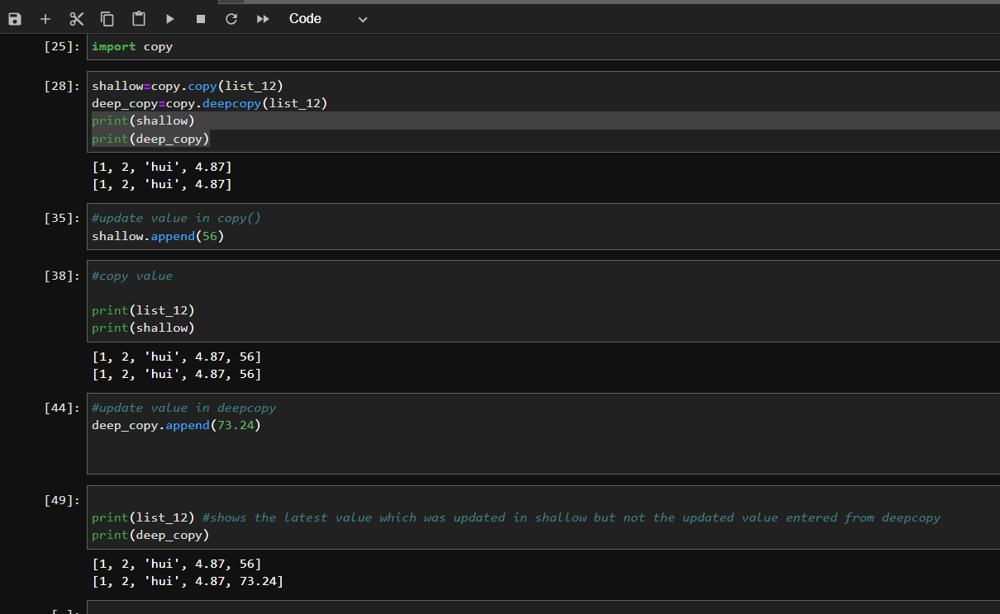 Code
[25]: import copy
[28]: shallow=copy.copy(list_12)
deep_copy=copy.deepcopy(list_12)
print(shallow)
print(deep_copy)
[1, 2, 'hui', 4.87]
[1, 2, 'hui', 4.87]
[35]: #update value in copy()
shallow.append(56)
[38]: #copy value
print(list_12)
print(shallow)
[1, 2, 'hui', 4.87, 56]
[1, 2, 'hui', 4.87, 56]
[44]: #update value in deepcopy
deep_copy.append(73.24)
[49]:
print(list_12) #shows the latest value which was updated in shallow but not the updated value entered from deepcopy
print(deep_copy)
[1, 2, 'hui', 4.87, 56]
[1, 2, 'hui', 4.87, 73.24]
[ ]: